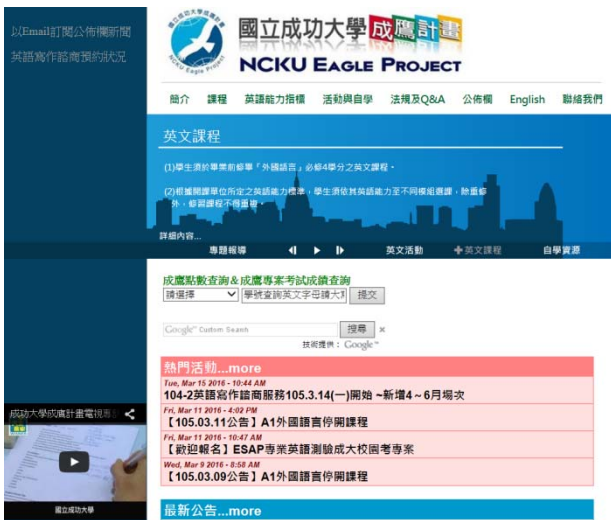 以Email訂閱公佈欄新聞
英語寫作諮商預約狀況
國立成功大學 成鷹計畫
NCKU EAGLE PROJECT
簡介 課程 英語能力指標 活動與自學 法規及Q&A 公佈欄 English 聯絡我們
英文課程
(1)學生須於畢業前修畢「外國語言」必修4學分之英文課程。
(2)根據開課單位所定之英語能力標準，學生須依其英語能力至不同模組選課，除重修
外，修習課程不得重複。
詳細內容...
專題報導 英文活動 英文課程 自學資源
成鷹點數查詢&成鷹專案考試成績查詢
請選擇 學號查詢英文字母請大寫 提交
Google™ Custom Search 搜尋 ×
技術提供：Google™
熱門活動...more
Tue, Mar 15 2016 - 10:44 AM
104-2英語寫作諮商服務105.3.14(一)開始 ~新增4～6月場次
Fri, Mar 11 2016 - 4:02 PM
【105.03.11公告】A1外國語言停開課程
Fri, Mar 11 2016 - 10:47 AM
【歡迎報名】ESAP專業英語測驗成大校園考專案
Wed, Mar 9 2016 - 8:58 AM
【105.03.09公告】A1外國語言停開課程
成功大學成鷹計畫電視專
國立成功大學
最新公告...more